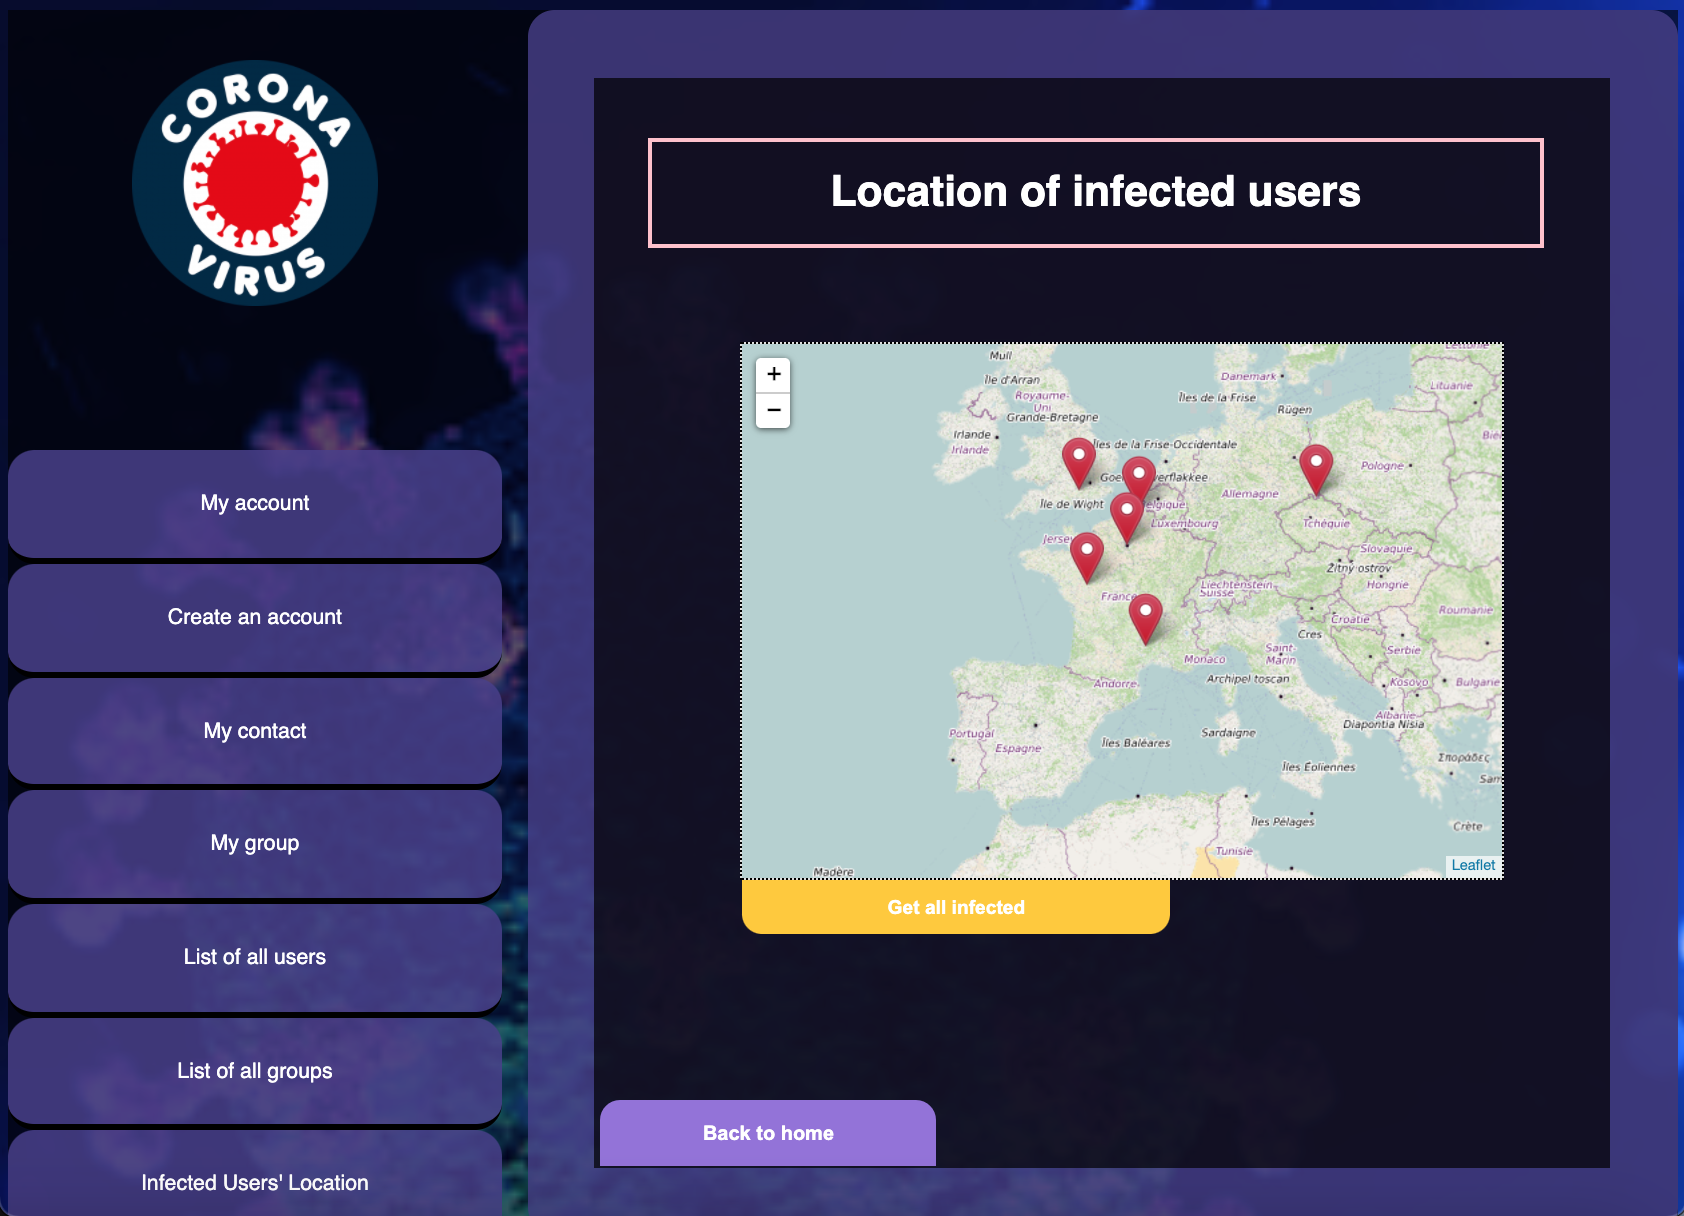 CORONA
VIRUS
My account
Create an account
My contact
My group
List of all users
List of all groups
Infected Users' Location
Location of infected users
+
−
Mull
Île d'Arran
Royaume-
Uni
Grande-Bretagne
Irlande
Irlande
Danemark
Îles de la Frise
Rügen
Lettonie
Lituanie
Îles de la Frise-Occidentale
Pologne
Île de Wight
Allemagne
Luxembourg
Tchéquie
Jersey
Slovaquie
Žitný ostrov
Hongrie
Liechtenstein
Suisse
France
Roumanie
Croatie
Cres
Serbie
Saint-
Marin
Monaco
Andorre
Archipel toscan
Kosovo
Bulgarie
Albanie
Diapontia Nisia
Portugal
Espagne
Îles Baléares
Sardaigne
Îles Éoliennes
Σποράδες
Îles Pélages
Crète
Tunisie
Madère
Leaflet
Get all infected
Back to home